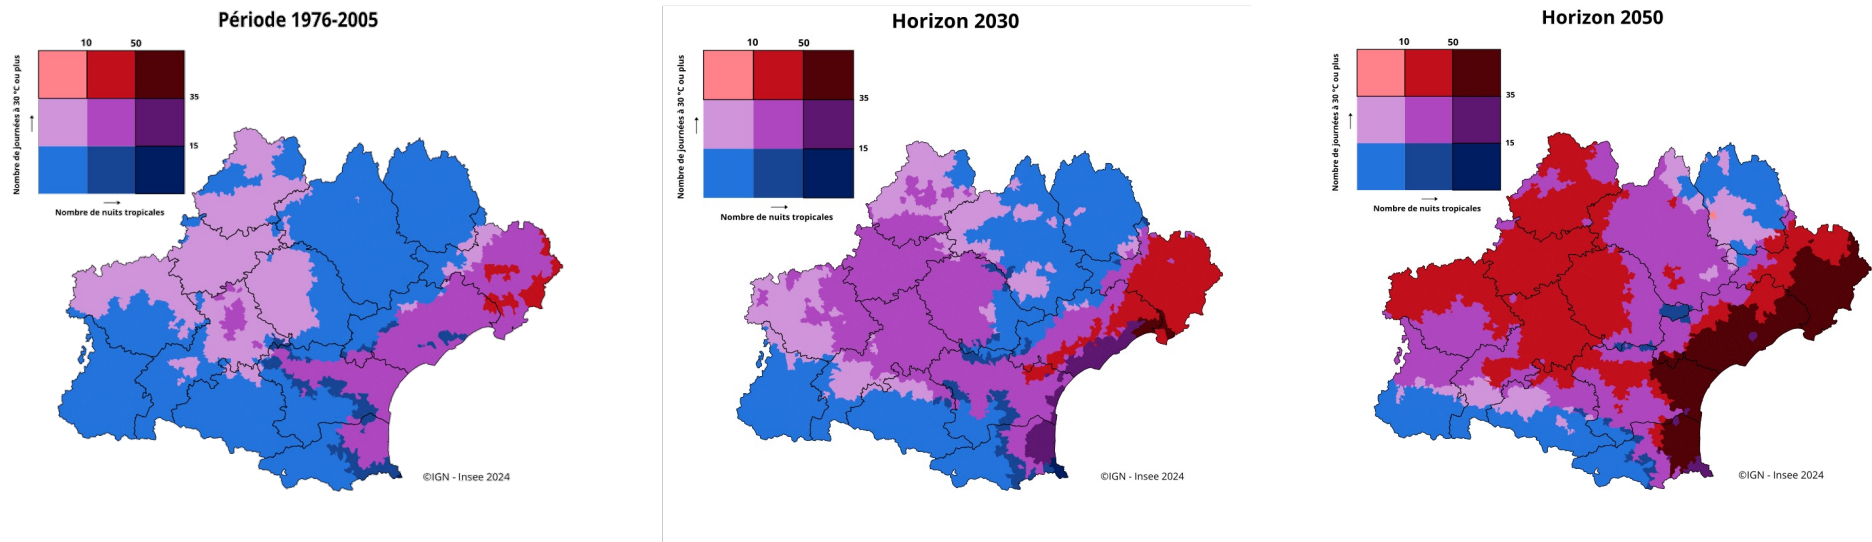 Période 1976-2005
10 50
Nombre de journées à 30 °C ou plus
35
15
Nombre de nuits tropicales
©IGN - Insee 2024
Horizon 2030
10 50
Nombre de journées à 30 °C ou plus
35
15
Nombre de nuits tropicales
©IGN - Insee 2024
Horizon 2050
10 50
Nombre de journées à 30 °C ou plus
35
15
Nombre de nuits tropicales
©IGN - Insee 2024